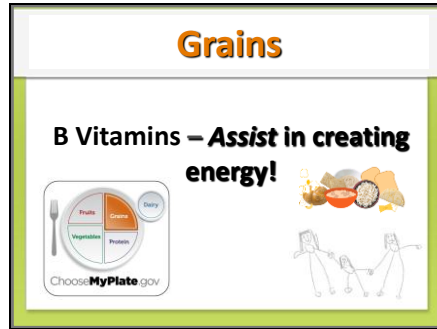 Grains
B Vitamins – Assist in creating
energy!
Fruits
Grains
Dairy
Vegetables
Protein
ChooseMyPlate.gov